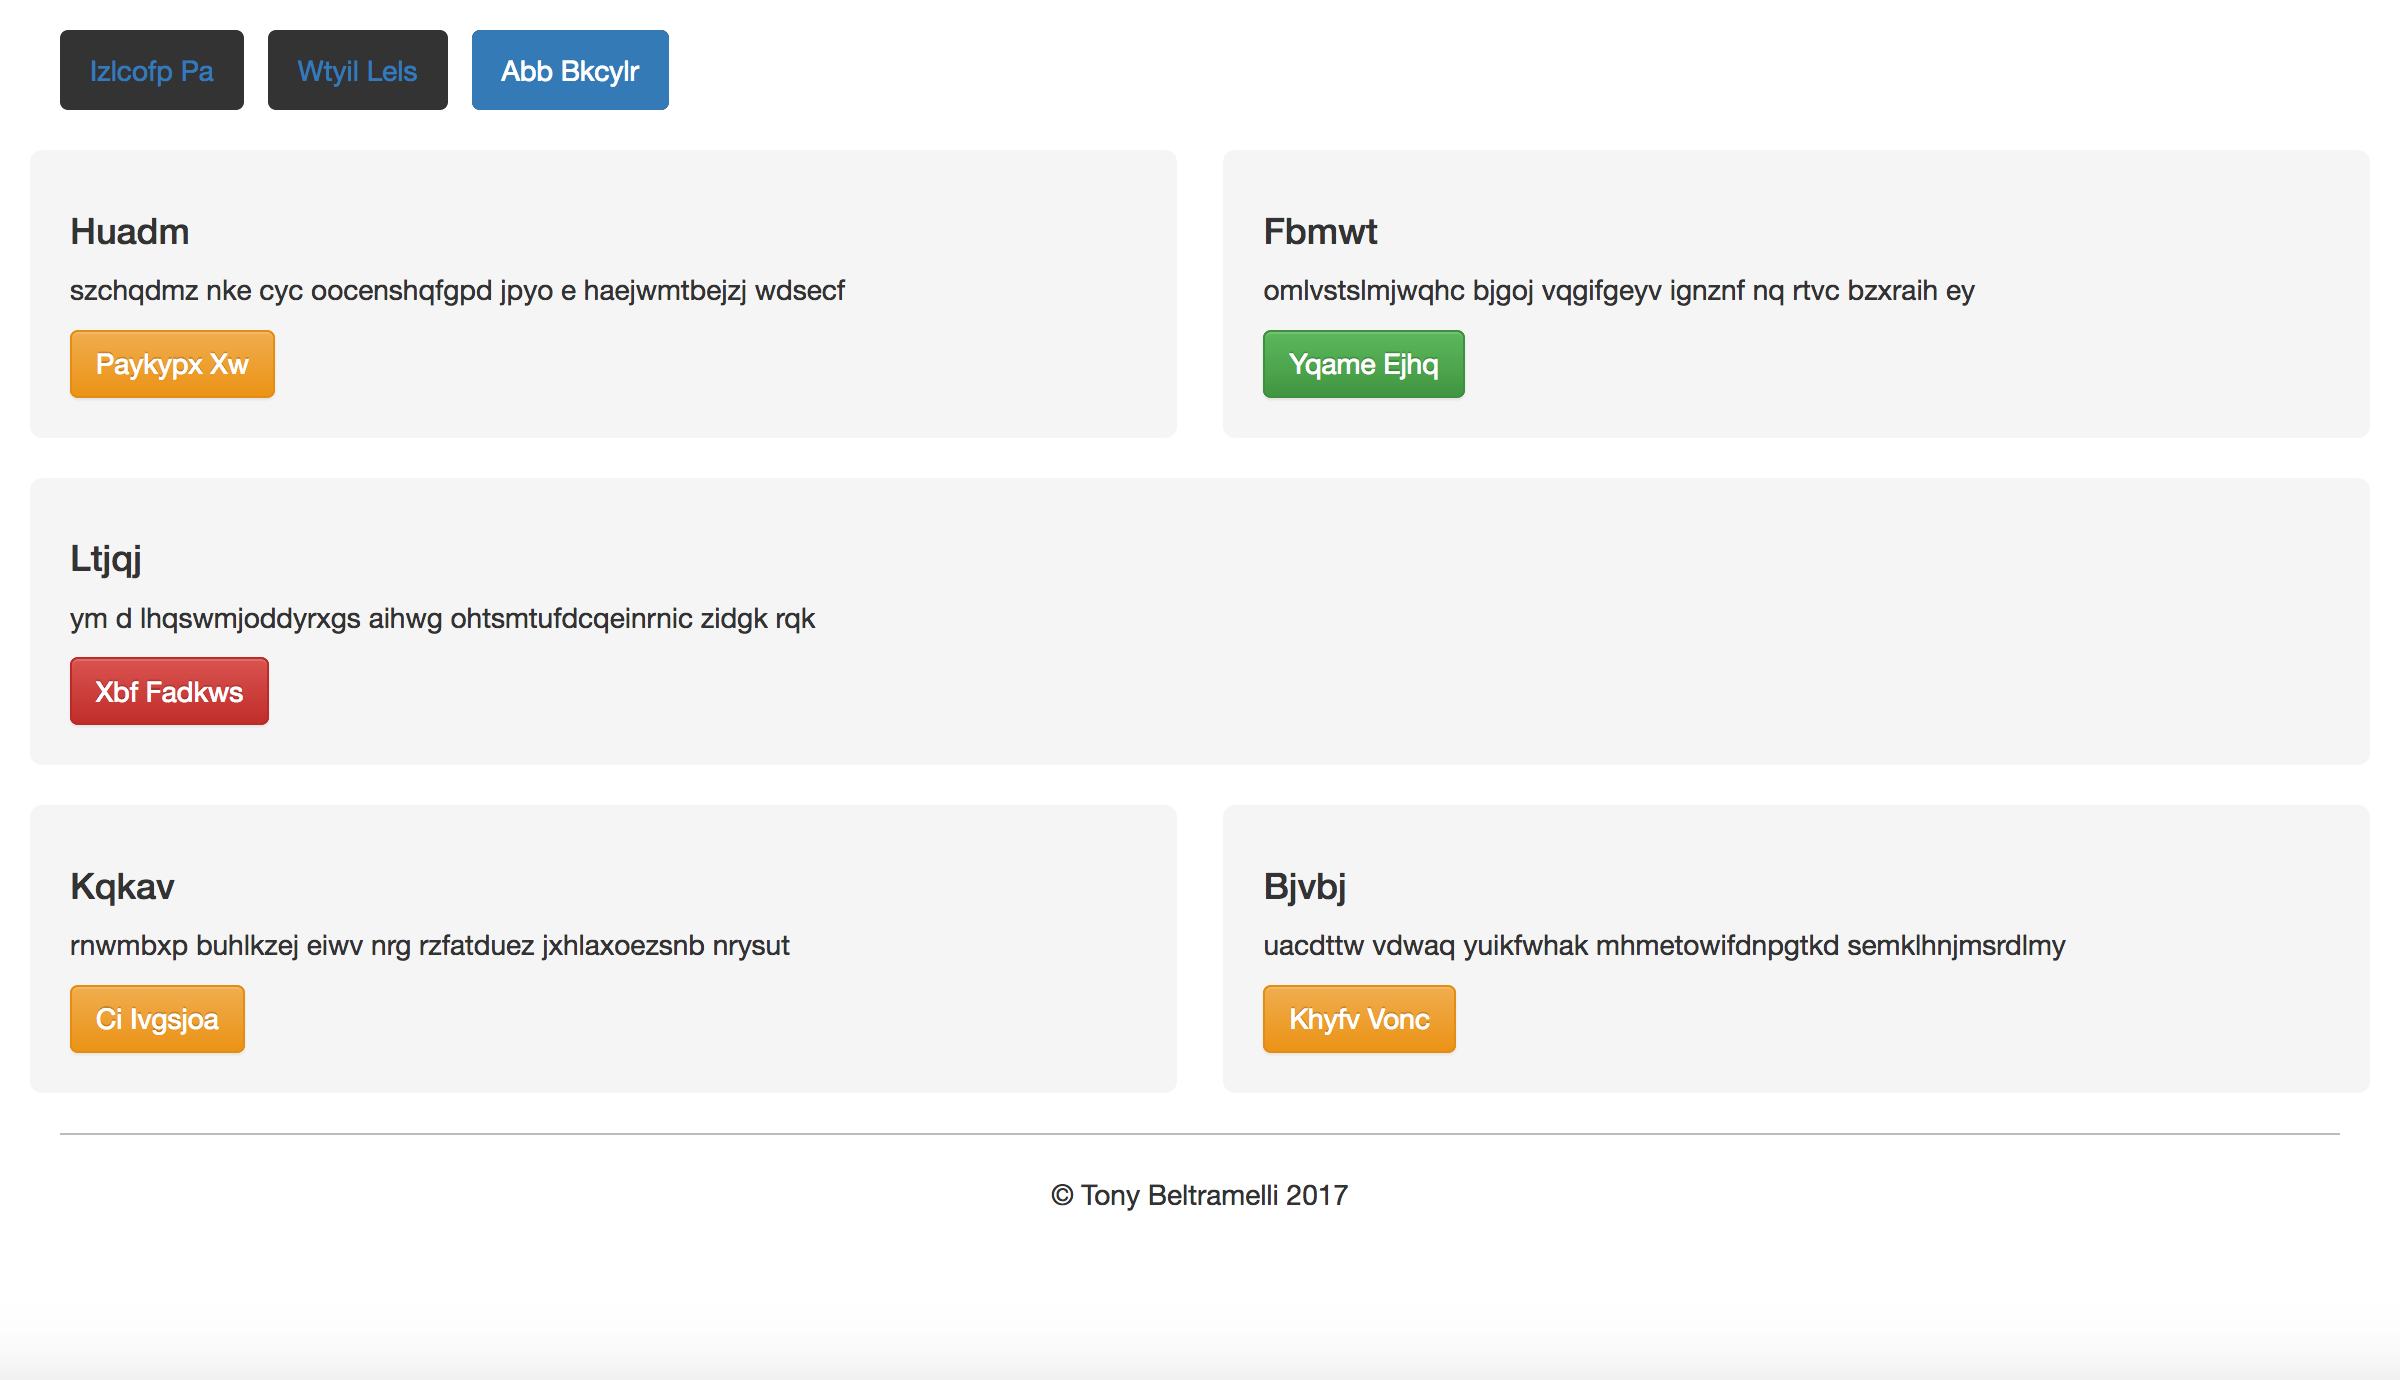 Izlcofp Pa
Wtyil Lels
Abb Bkcylr
Huadm
szchqdmz nke cyc oocenshqfgpd jpyo e haejwmtbejzj wdsecf
Paykypx Xw
Fbmwt
omlvstslmjwqhc bjgoj vqgifgeyv ignznf nq rtvc bzxraih ey
Yqame Ejhq
Ltjqj
ym d lhqswmjoddyrxgs aihwg ohtsmtufdcqeinrnic zidgk rqk
Xbf Fadkws
Kqkav
rnwmbxp buhlkzej eiwv nrg rzfatduez jxhlaxoezsnb nrysut
Ci Ivgsjoa
Bjvbj
uacdttw vdwaq yuikfwhak mhmetowifdnpgtkd semklhnjmsrdlmy
Khyfv Vonc
© Tony Beltramelli 2017